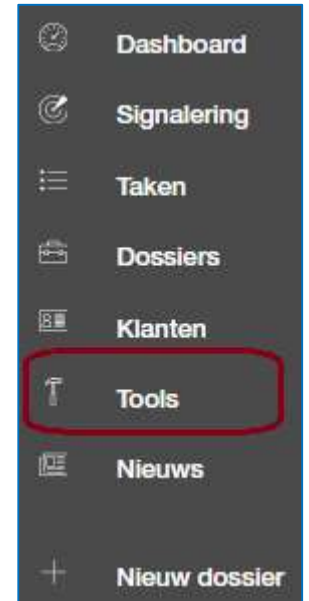 Dashboard
Signalering
Taken
Dossiers
Klanten
Tools
Nieuws
Nieuw dossier